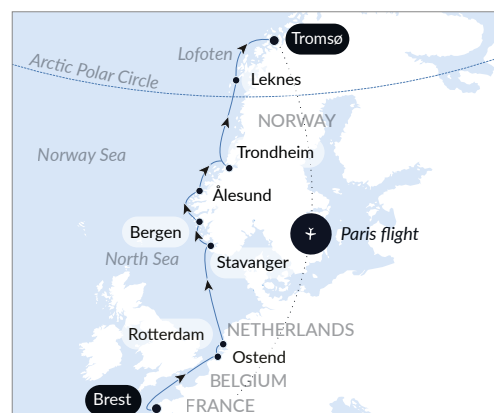 Tromsø
Lofoten
Arctic Polar Circle
Leknes
NORWAY
Norway Sea
Trondheim
Ålesund
Bergen
Paris flight
North Sea
Stavanger
Rotterdam
NETHERLANDS
Ostend
BELGIUM
Brest
FRANCE